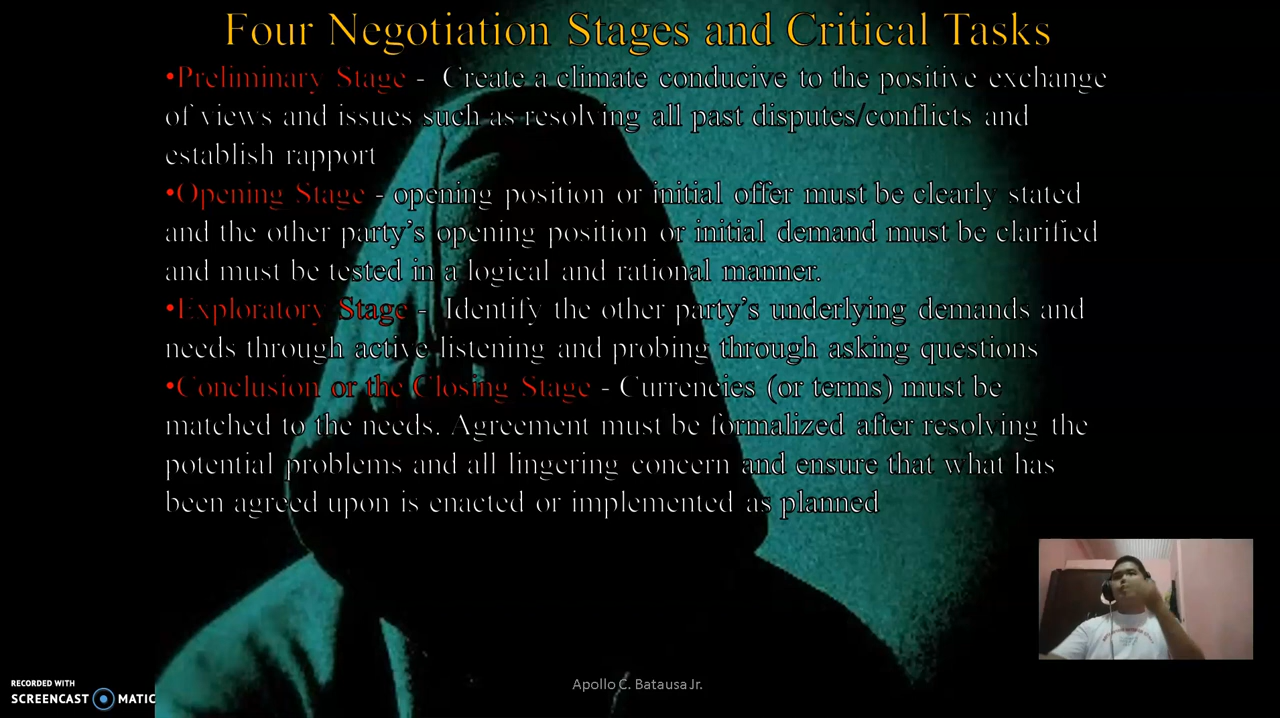 Four Negotiation Stages and Critical Tasks
•Preliminary Stage - Create a climate conducive to the positive exchange
of views and issues such as resolving all past disputes/conflicts and
establish rapport
•Opening Stage - opening position or initial offer must be clearly stated
and the other party’s opening position or initial demand must be clarified
and must be tested in a logical and rational manner.
•Exploratory Stage - Identify the other party’s underlying demands and
needs through active listening and probing through asking questions
•Conclusion or the Closing Stage - Currencies (or terms) must be
matched to the needs. Agreement must be formalized after resolving the
potential problems and all lingering concern and ensure that what has
been agreed upon is enacted or implemented as planned
Apollo C. Batausa Jr.
RECORDED WITH
SCREENCAST MATIC